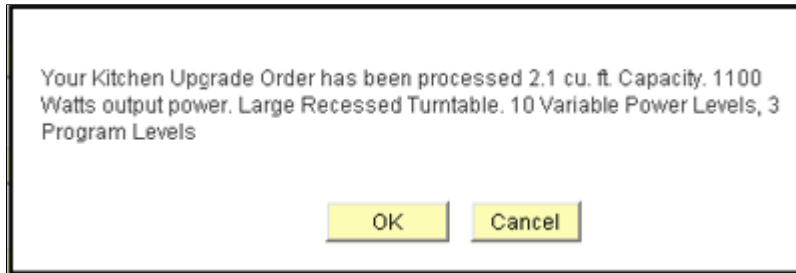 Your Kitchen Upgrade Order has been processed 2.1 cu. ft. Capacity. 1100
Watts output power. Large Recessed Turntable. 10 Variable Power Levels, 3
Program Levels
OK Cancel